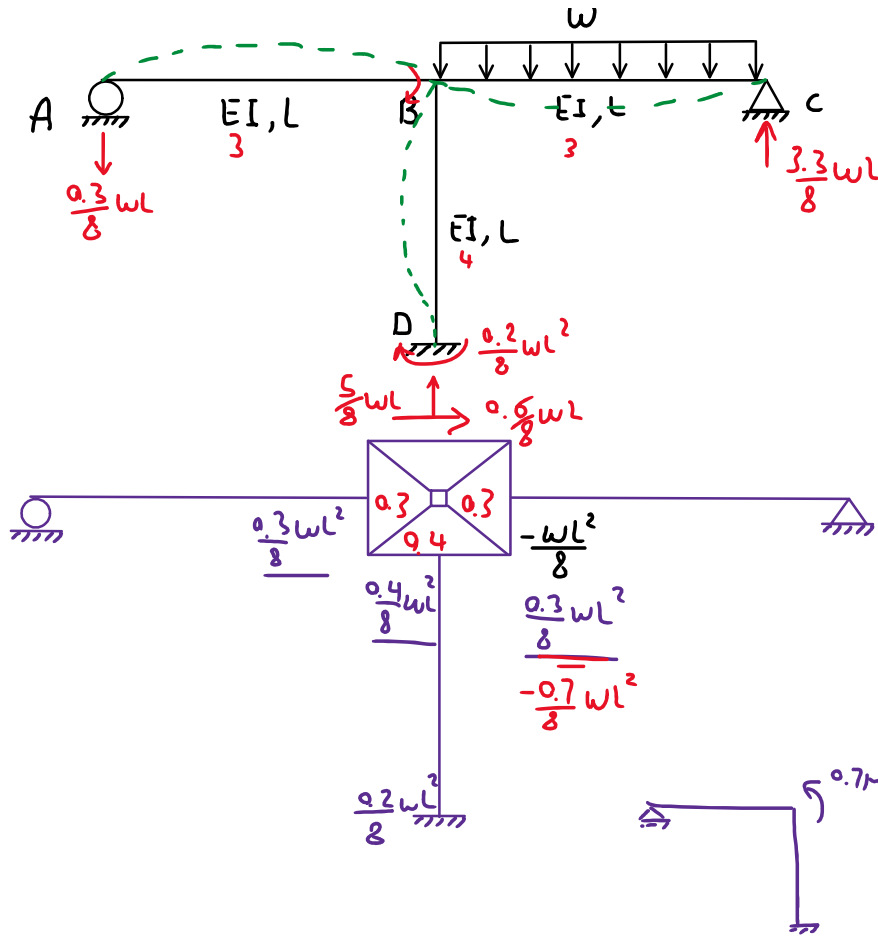 W
A
EI, L
3
B
EI, L
3
C
0.3/8 WL
3.3/8 WL
EI, L
4
D
0.2/8 WL²
5/8 WL
0.6/8 WL
0.3
0.3
0.4
0.3/8 WL²
-WL²/8
0.4/8 WL²
0.3/8 WL²
-0.7/8 WL²
0.2/8 WL²